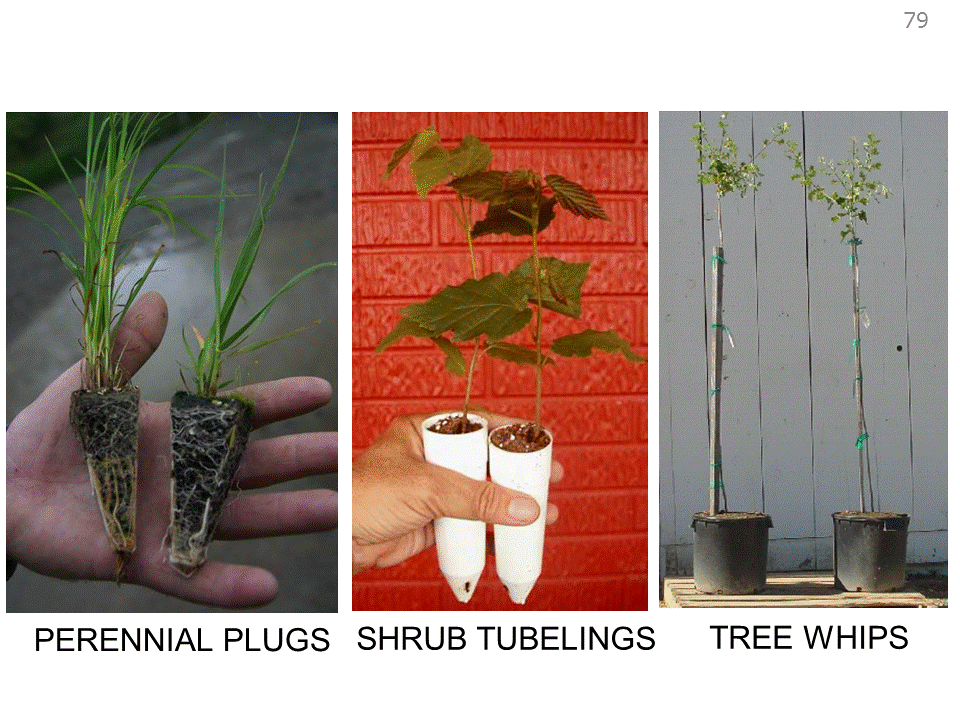 79
PERENNIAL PLUGS
SHRUB TUBELINGS
TREE WHIPS